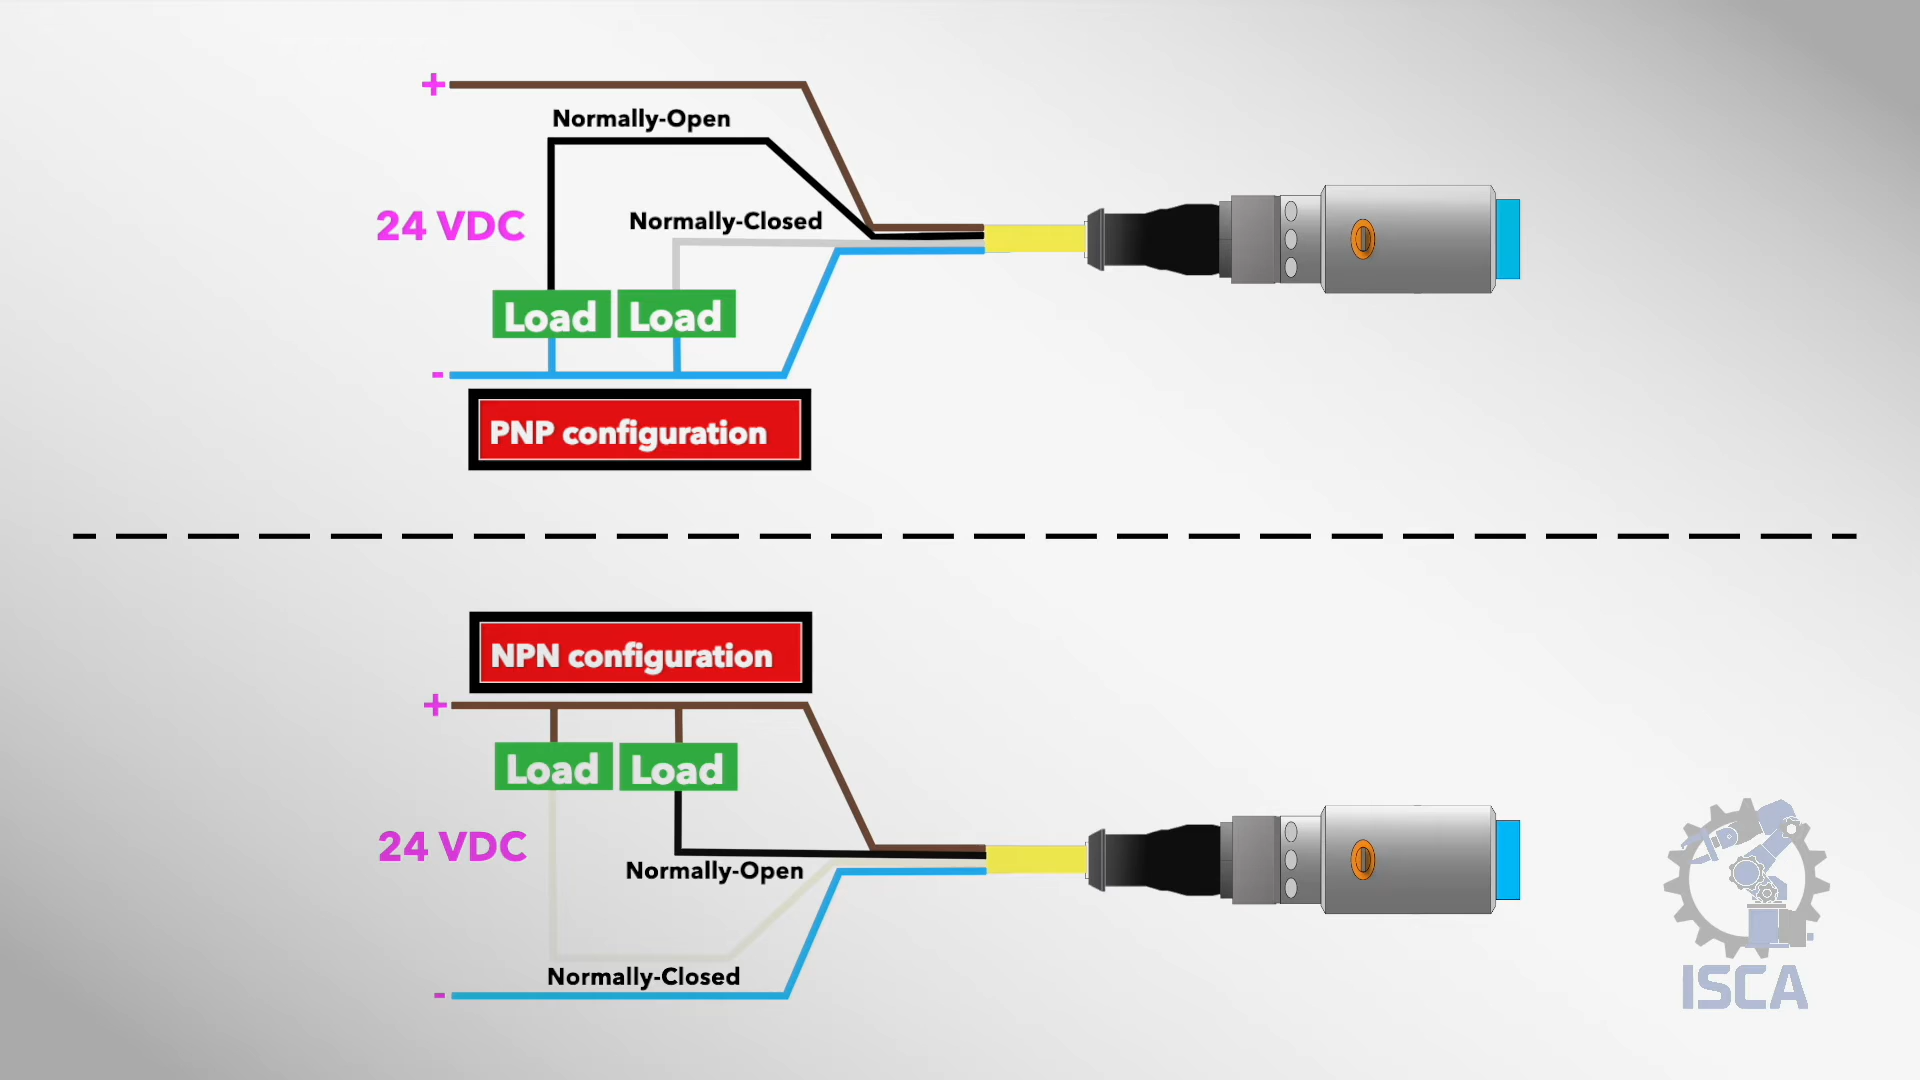 +
Normally-Open
24 VDC
Normally-Closed
Load
Load
-
PNP configuration
NPN configuration
+
Load
Load
24 VDC
Normally-Open
Normally-Closed
-
ISCA